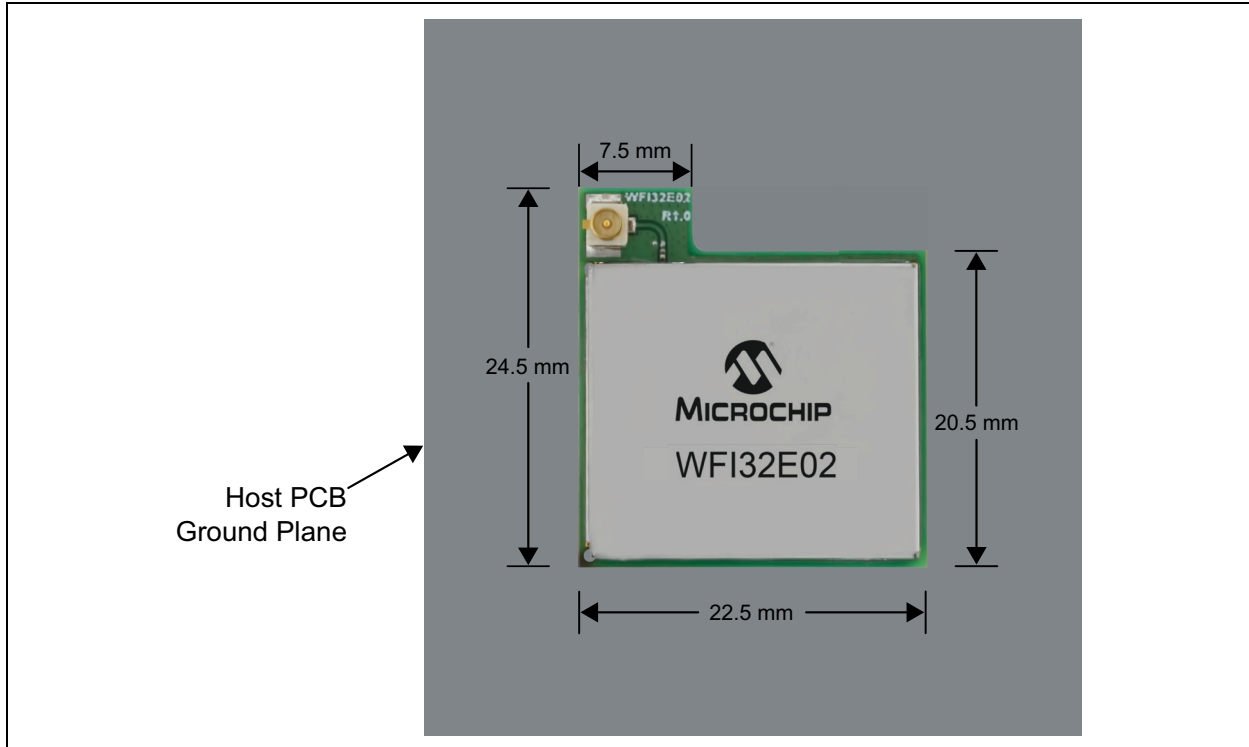 7.5 mm
WFI32E02
R1.0
24.5 mm
MICROCHIP
20.5 mm
WFI32E02
Host PCB
Ground Plane
22.5 mm